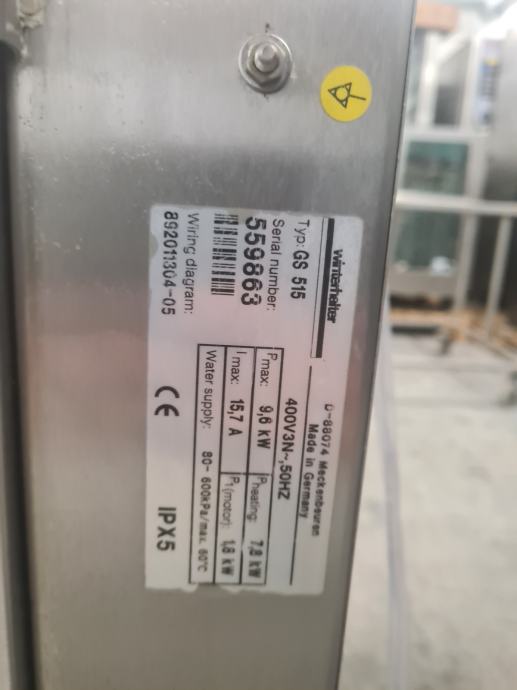 winterhalter
D-88074 Meckenbeuren
Made in Germany
Typ: GS 515
400V3N~,50HZ
Serial number:
559863
Pmax: 9,6 kW
Pheating: 7,8 kW
I max: 15,7 A
P1(motor): 1,8 kW
Wiring diagram:
892011304-05
Water supply: 80- 600kPa/max. 60°C
CE
IPX5